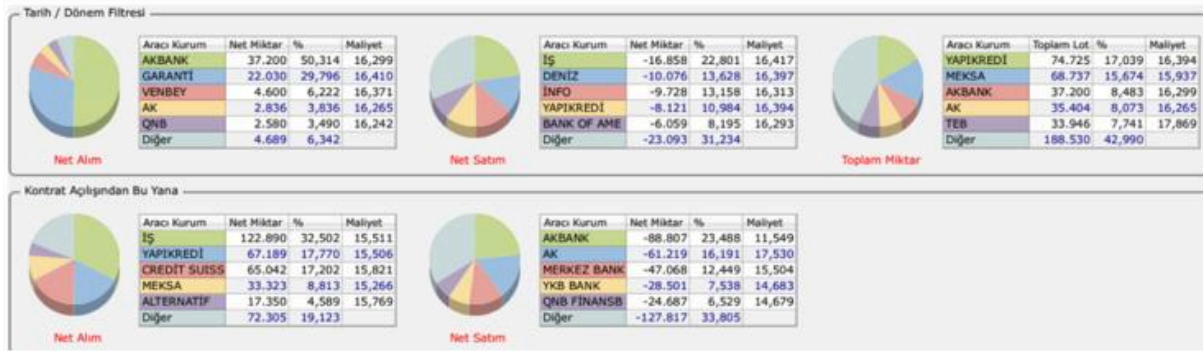 Tarih / Dönem Filtresi
Aracı Kurum Net Miktar % Maliyet
AKBANK 37.200 50,314 16,299
GARANTİ 22.030 29,796 16,410
VENBEY 4.600 6,222 16,371
AK 2.836 3,836 16,265
QNB 2.580 3,490 16,242
Diğer 4.689 6,342
Net Alım
Aracı Kurum Net Miktar % Maliyet
İŞ -16.858 22,801 16,417
DENİZ -10.076 13,628 16,397
İNFO -9.728 13,158 16,313
YAPIKREDİ -8.121 10,984 16,394
BANK OF AME -6.059 8,195 16,293
Diğer -23.093 31,234
Net Satım
Aracı Kurum Toplam Lot % Maliyet
YAPIKREDİ 74.725 17,039 16,394
MEKSA 68.737 15,674 15,937
AKBANK 37.200 8,483 16,299
AK 35.404 8,073 16,265
TEB 33.946 7,741 17,869
Diğer 188.530 42,990
Toplam Miktar
Kontrat Açılışından Bu Yana
Aracı Kurum Net Miktar % Maliyet
İŞ 122.890 32,502 15,511
YAPIKREDİ 67.189 17,770 15,506
CREDİT SUISS 65.042 17,202 15,821
MEKSA 33.323 8,813 15,266
ALTERNATİF 17.350 4,589 15,769
Diğer 72.305 19,123
Net Alım
Aracı Kurum Net Miktar % Maliyet
AKBANK -88.807 23,488 11,549
AK -61.219 16,191 17,530
MERKEZ BANK -47.068 12,449 15,504
YKB BANK -28.501 7,538 14,683
QNB FİNANSB -24.687 6,529 14,679
Diğer -127.817 33,805
Net Satım